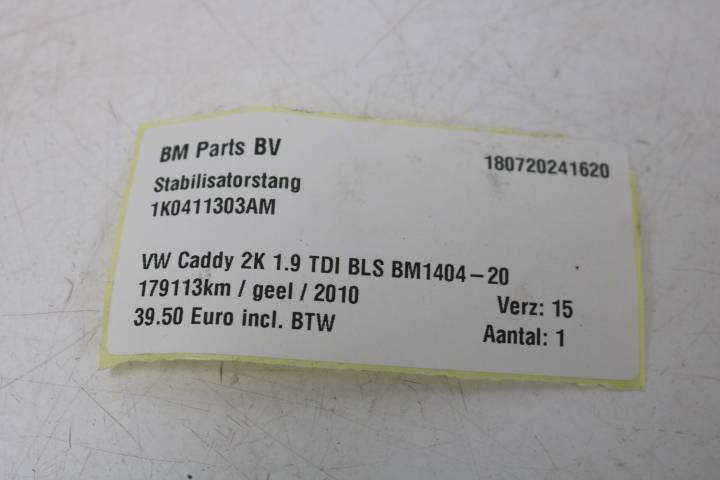 BM Parts BV
180720241620
Stabilisatorstang
1K0411303AM
VW Caddy 2K 1.9 TDI BLS BM1404-20
179113km / geel / 2010
Verz: 15
39.50 Euro incl. BTW
Aantal: 1